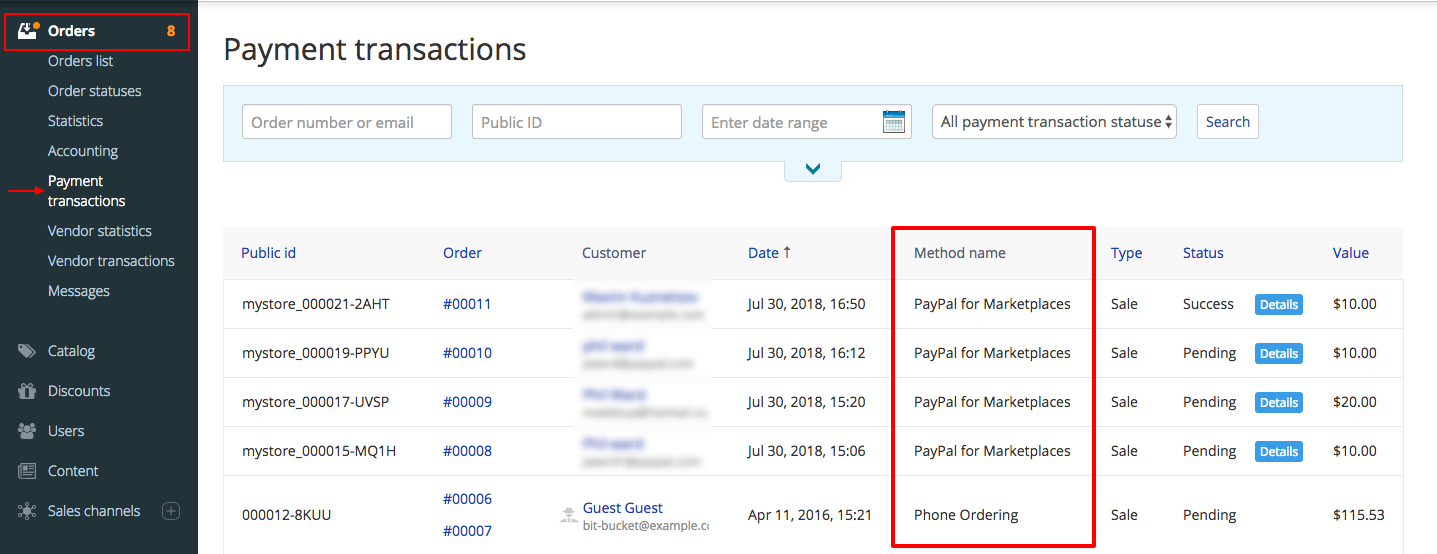 Orders 8
Orders list
Order statuses
Statistics
Accounting
Payment
transactions
Vendor statistics
Vendor transactions
Messages
Catalog
Discounts
Users
Content
Sales channels
Payment transactions
Order number or email Public ID Enter date range All payment transaction statuse Search
Public id Order Customer Date Method name Type Status Value
mystore_000021-2AHT #00011 Jul 30, 2018, 16:50 PayPal for Marketplaces Sale Success Details $10.00
mystore_000019-PPYU #00010 Jul 30, 2018, 16:12 PayPal for Marketplaces Sale Pending Details $10.00
mystore_000017-UVSP #00009 Jul 30, 2018, 15:20 PayPal for Marketplaces Sale Pending Details $20.00
mystore_000015-MQ1H #00008 Jul 30, 2018, 15:06 PayPal for Marketplaces Sale Pending Details $10.00
000012-8KUU #00006 Guest Guest Apr 11, 2016, 15:21 Phone Ordering Sale Pending $115.53
#00007 bit-bucket@example.co